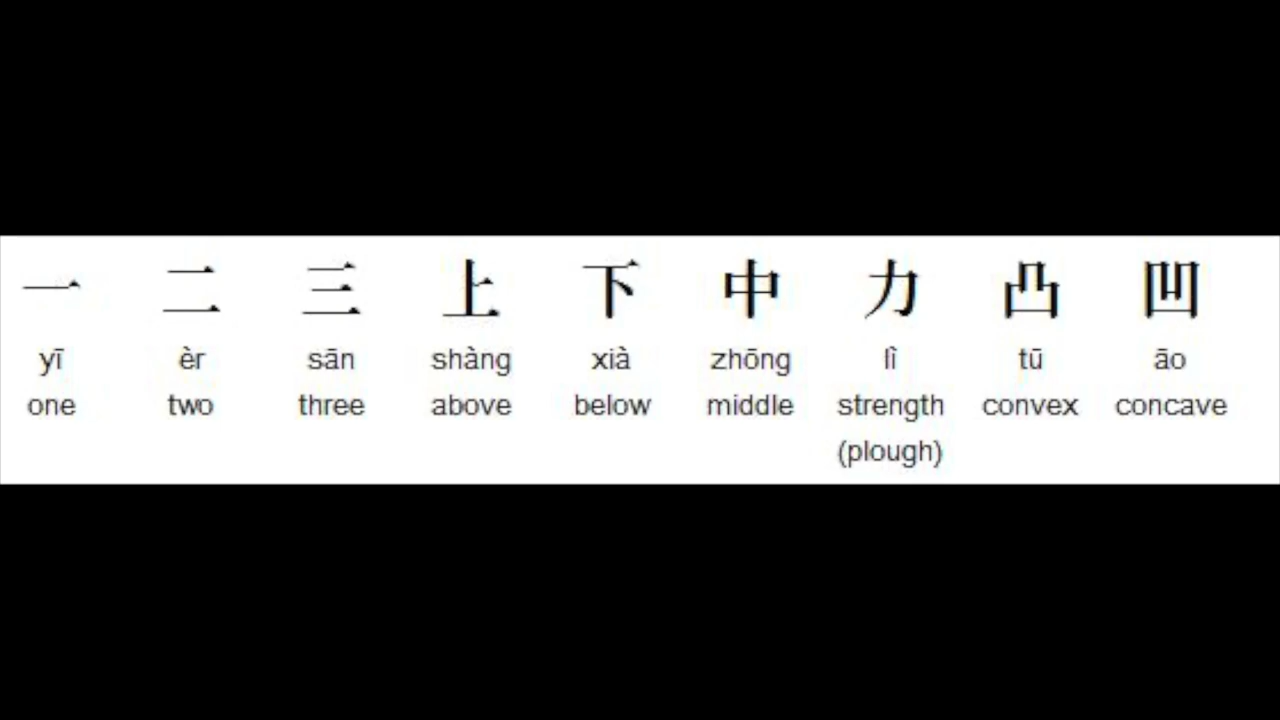 一 二 三 上 下 中 力 凸 凹
yī èr sān shàng xià zhōng lì tū āo
one two three above below middle strength convex concave
(plough)